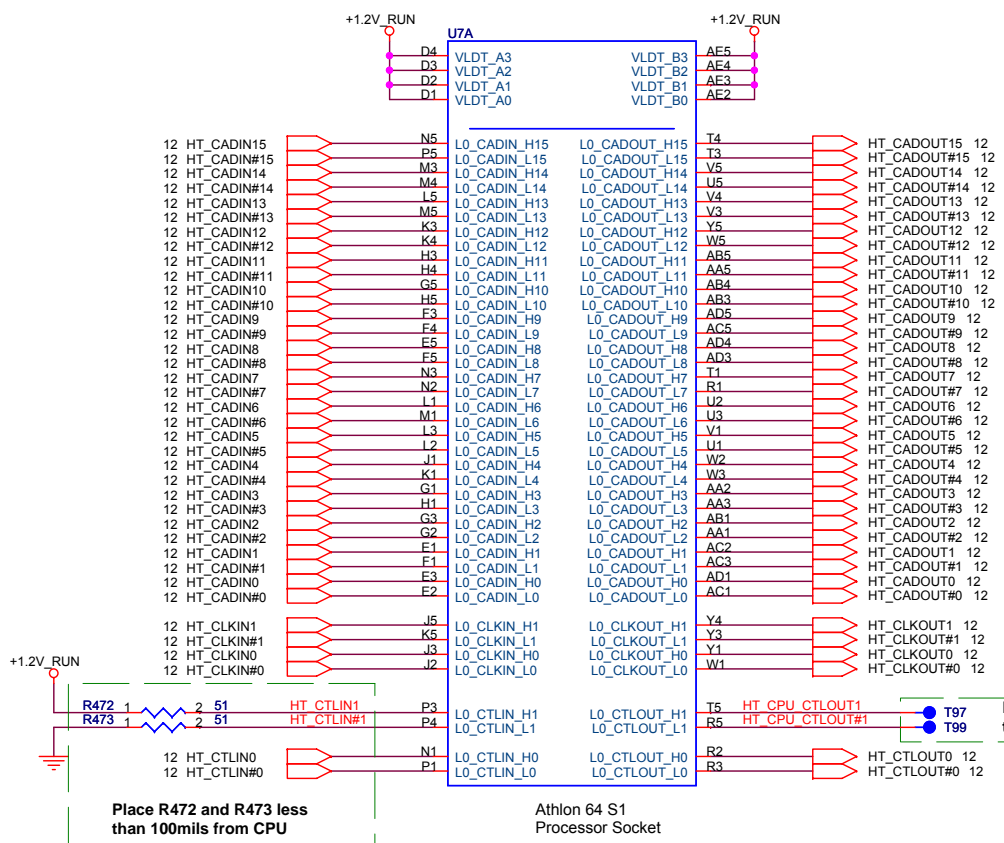 +1.2V_RUN +1.2V_RUN
U7A
D4 VLDT_A3 VLDT_B3 AE5
D3 VLDT_A2 VLDT_B2 AE4
D2 VLDT_A1 VLDT_B1 AE3
D1 VLDT_A0 VLDT_B0 AE2
12 HT_CADIN15 N5 L0_CADIN_H15 L0_CADOUT_H15 T4 HT_CADOUT15 12
12 HT_CADIN#15 P5 L0_CADIN_L15 L0_CADOUT_L15 T3 HT_CADOUT#15 12
12 HT_CADIN14 M3 L0_CADIN_H14 L0_CADOUT_H14 V5 HT_CADOUT14 12
12 HT_CADIN#14 M4 L0_CADIN_L14 L0_CADOUT_L14 U5 HT_CADOUT#14 12
12 HT_CADIN13 L5 L0_CADIN_H13 L0_CADOUT_H13 V4 HT_CADOUT13 12
12 HT_CADIN#13 M5 L0_CADIN_L13 L0_CADOUT_L13 V3 HT_CADOUT#13 12
12 HT_CADIN12 K3 L0_CADIN_H12 L0_CADOUT_H12 Y5 HT_CADOUT12 12
12 HT_CADIN#12 K4 L0_CADIN_L12 L0_CADOUT_L12 W5 HT_CADOUT#12 12
12 HT_CADIN11 H3 L0_CADIN_H11 L0_CADOUT_H11 AB5 HT_CADOUT11 12
12 HT_CADIN#11 H4 L0_CADIN_L11 L0_CADOUT_L11 AA5 HT_CADOUT#11 12
12 HT_CADIN10 G5 L0_CADIN_H10 L0_CADOUT_H10 AB4 HT_CADOUT10 12
12 HT_CADIN#10 H5 L0_CADIN_L10 L0_CADOUT_L10 AB3 HT_CADOUT#10 12
12 HT_CADIN9 F3 L0_CADIN_H9 L0_CADOUT_H9 AD5 HT_CADOUT9 12
12 HT_CADIN#9 F4 L0_CADIN_L9 L0_CADOUT_L9 AC5 HT_CADOUT#9 12
12 HT_CADIN8 E5 L0_CADIN_H8 L0_CADOUT_H8 AD4 HT_CADOUT8 12
12 HT_CADIN#8 F5 L0_CADIN_L8 L0_CADOUT_L8 AD3 HT_CADOUT#8 12
12 HT_CADIN7 N3 L0_CADIN_H7 L0_CADOUT_H7 T1 HT_CADOUT7 12
12 HT_CADIN#7 N2 L0_CADIN_L7 L0_CADOUT_L7 R1 HT_CADOUT#7 12
12 HT_CADIN6 L1 L0_CADIN_H6 L0_CADOUT_H6 U2 HT_CADOUT6 12
12 HT_CADIN#6 M1 L0_CADIN_L6 L0_CADOUT_L6 U3 HT_CADOUT#6 12
12 HT_CADIN5 L3 L0_CADIN_H5 L0_CADOUT_H5 V1 HT_CADOUT5 12
12 HT_CADIN#5 L2 L0_CADIN_L5 L0_CADOUT_L5 U1 HT_CADOUT#5 12
12 HT_CADIN4 J1 L0_CADIN_H4 L0_CADOUT_H4 W2 HT_CADOUT4 12
12 HT_CADIN#4 K1 L0_CADIN_L4 L0_CADOUT_L4 W3 HT_CADOUT#4 12
12 HT_CADIN3 G1 L0_CADIN_H3 L0_CADOUT_H3 AA2 HT_CADOUT3 12
12 HT_CADIN#3 H1 L0_CADIN_L3 L0_CADOUT_L3 AA3 HT_CADOUT#3 12
12 HT_CADIN2 G3 L0_CADIN_H2 L0_CADOUT_H2 AB1 HT_CADOUT2 12
12 HT_CADIN#2 G2 L0_CADIN_L2 L0_CADOUT_L2 AA1 HT_CADOUT#2 12
12 HT_CADIN1 E1 L0_CADIN_H1 L0_CADOUT_H1 AC2 HT_CADOUT1 12
12 HT_CADIN#1 F1 L0_CADIN_L1 L0_CADOUT_L1 AC3 HT_CADOUT#1 12
12 HT_CADIN0 E3 L0_CADIN_H0 L0_CADOUT_H0 AD1 HT_CADOUT0 12
12 HT_CADIN#0 E2 L0_CADIN_L0 L0_CADOUT_L0 AC1 HT_CADOUT#0 12
12 HT_CLKIN1 J5 L0_CLKIN_H1 L0_CLKOUT_H1 Y4 HT_CLKOUT1 12
12 HT_CLKIN#1 K5 L0_CLKIN_L1 L0_CLKOUT_L1 Y3 HT_CLKOUT#1 12
12 HT_CLKIN0 J3 L0_CLKIN_H0 L0_CLKOUT_H0 Y1 HT_CLKOUT0 12
12 HT_CLKIN#0 J2 L0_CLKIN_L0 L0_CLKOUT_L0 W1 HT_CLKOUT#0 12
+1.2V_RUN
R472 1 2 51 HT_CTLIN1 P3 L0_CTLIN_H1 L0_CTLOUT_H1 T5 HT_CPU_CTLOUT1 T97
R473 1 2 51 HT_CTLIN#1 P4 L0_CTLIN_L1 L0_CTLOUT_L1 R5 HT_CPU_CTLOUT#1 T99
12 HT_CTLIN0 N1 L0_CTLIN_H0 L0_CTLOUT_H0 R2 HT_CTLOUT0 12
12 HT_CTLIN#0 P1 L0_CTLIN_L0 L0_CTLOUT_L0 R3 HT_CTLOUT#0 12
Place R472 and R473 less
than 100mils from CPU
Athlon 64 S1
Processor Socket